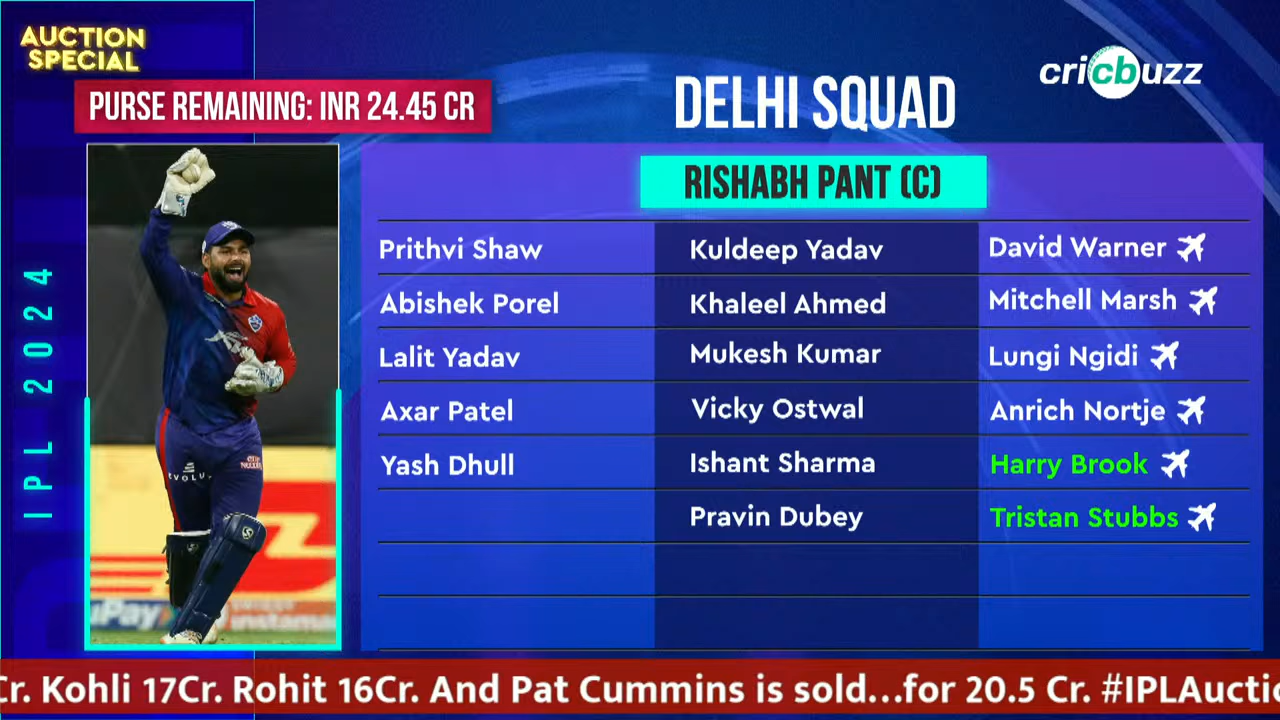 AUCTION
SPECIAL
cricbuzz
PURSE REMAINING: INR 24.45 CR
DELHI SQUAD
RISHABH PANT (C)
Prithvi Shaw
Kuldeep Yadav
David Warner
Abishek Porel
Khaleel Ahmed
Mitchell Marsh
Lalit Yadav
Mukesh Kumar
Lungi Ngidi
Axar Patel
Vicky Ostwal
Anrich Nortje
Yash Dhull
Ishant Sharma
Harry Brook
Pravin Dubey
Tristan Stubbs
IPL 2024
Cr. Kohli 17Cr. Rohit 16Cr. And Pat Cummins is sold...for 20.5 Cr. #IPLAuctio